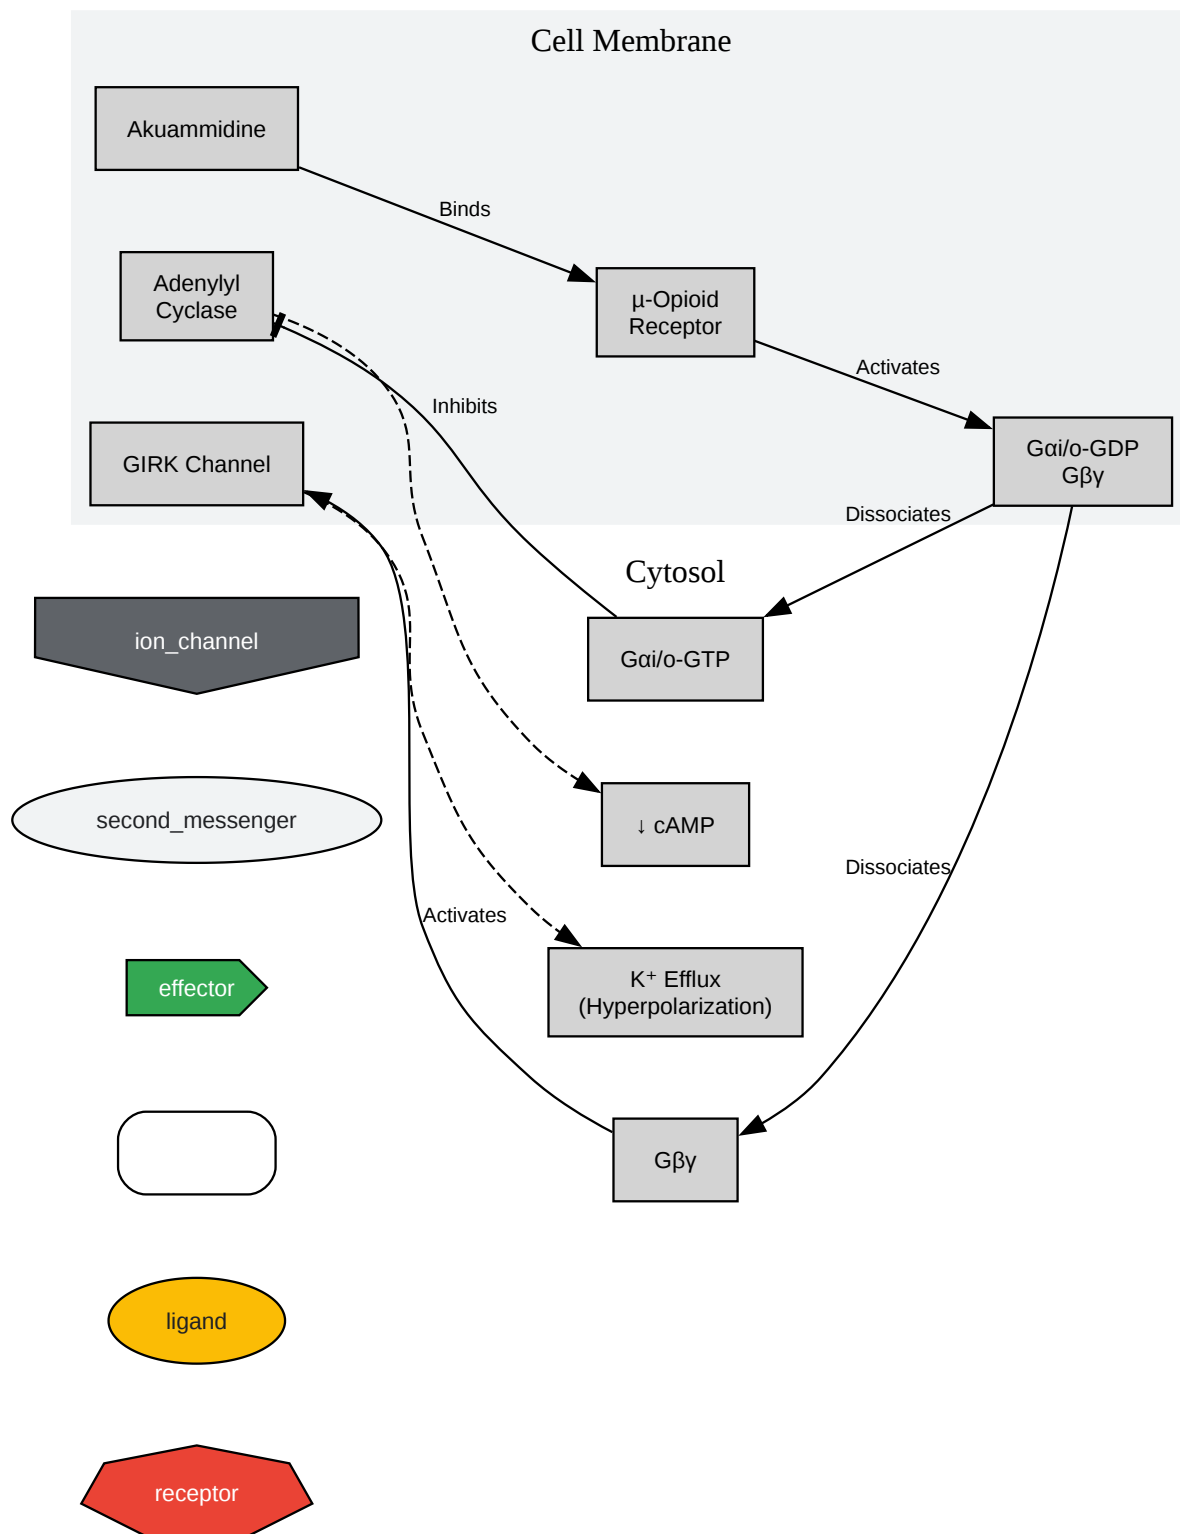 Cell Membrane
Akuammidine
Binds
Adenylyl
Cyclase
µ-Opioid
Receptor
Activates
Inhibits
GIRK Channel
Gαi/o-GDP
Gβγ
Dissociates
Cytosol
ion_channel
Gαi/o-GTP
second_messenger
↓ cAMP
Dissociates
Activates
effector
K⁺ Efflux
(Hyperpolarization)
Gβγ
ligand
receptor